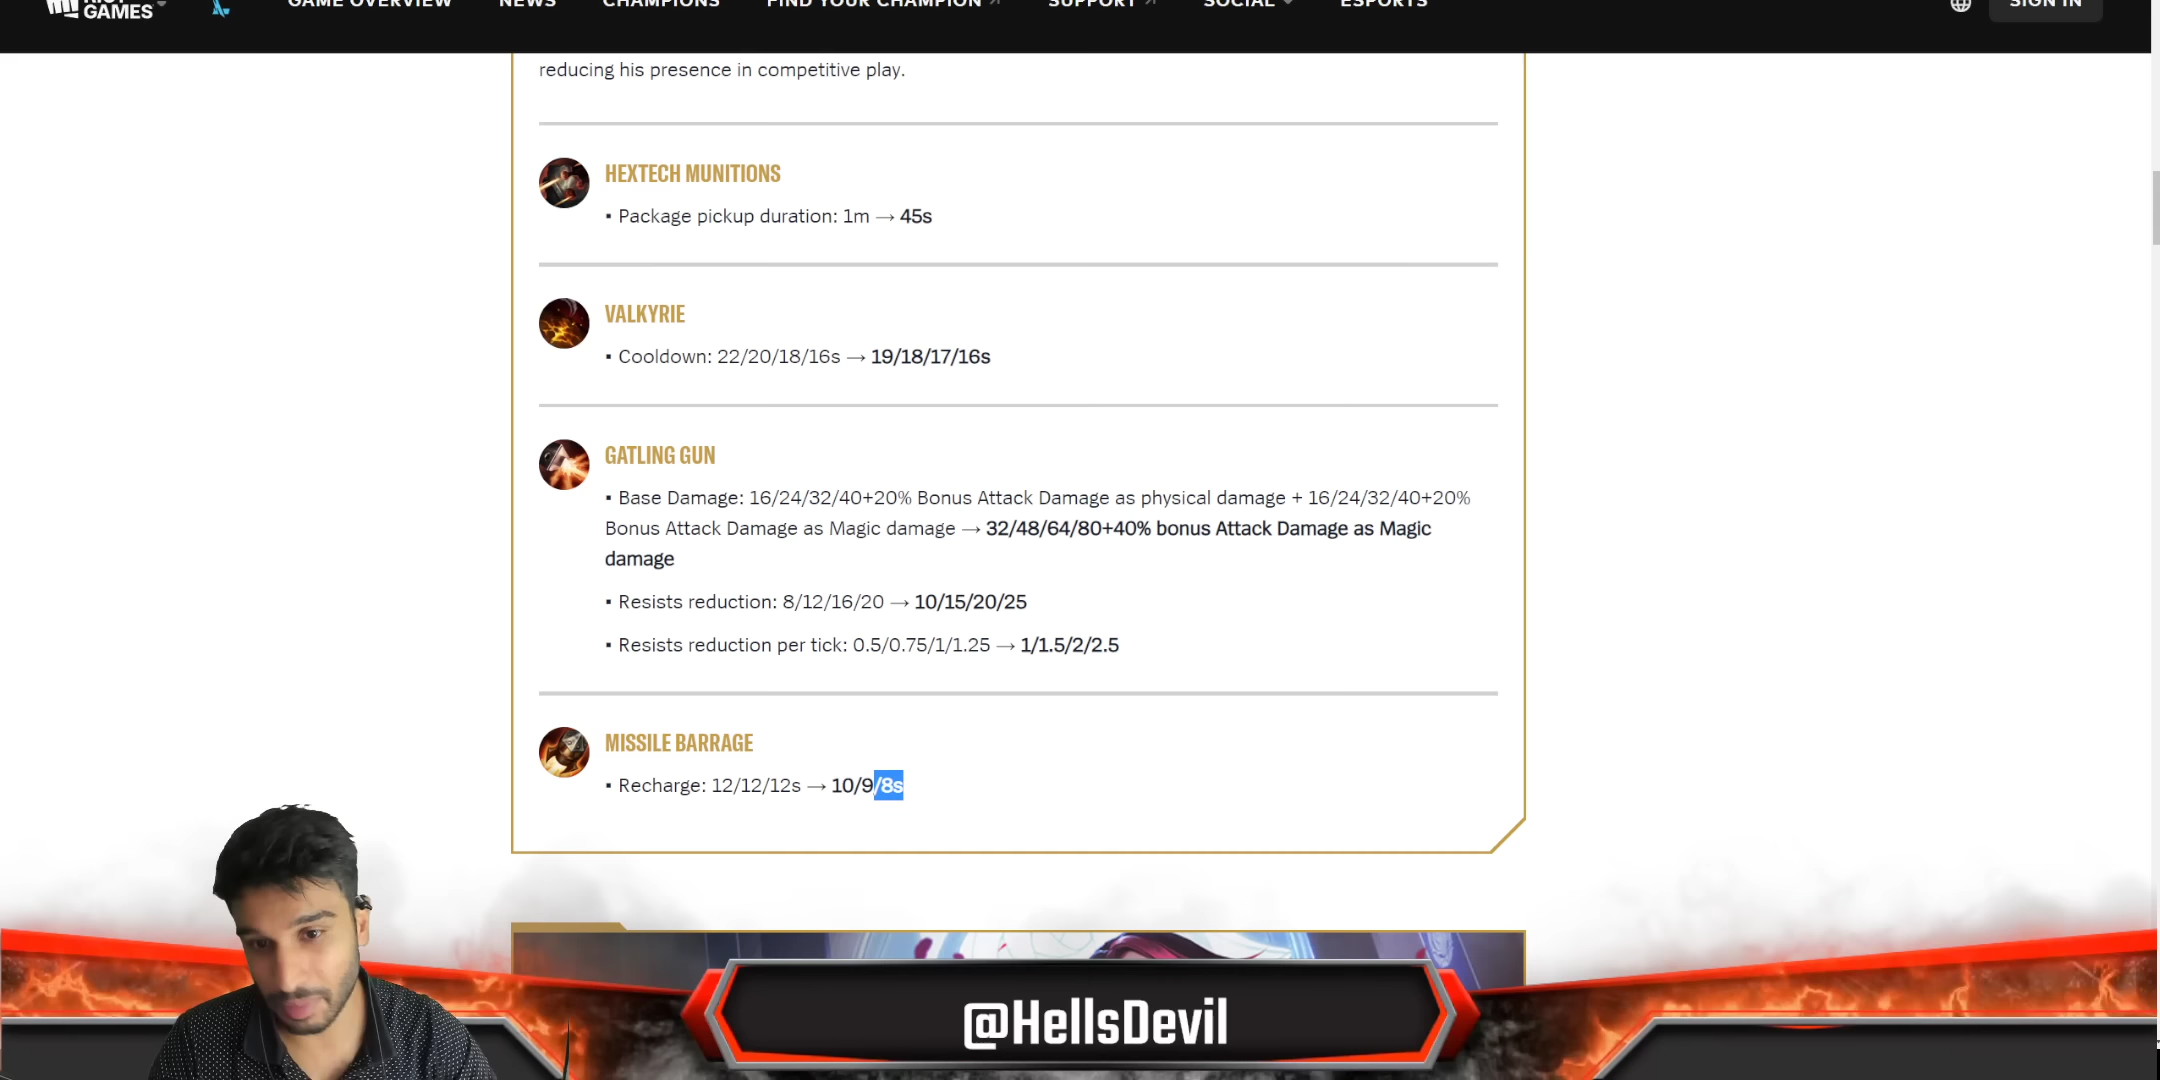 RIOT
GAMES
GAME OVERVIEW
NEWS
CHAMPIONS
FIND YOUR CHAMPION
SUPPORT
SOCIAL
ESPORTS
SIGN IN
reducing his presence in competitive play.
HEXTECH MUNITIONS
▪ Package pickup duration: 1m → 45s
VALKYRIE
▪ Cooldown: 22/20/18/16s → 19/18/17/16s
GATLING GUN
▪ Base Damage: 16/24/32/40+20% Bonus Attack Damage as physical damage + 16/24/32/40+20%
Bonus Attack Damage as Magic damage → 32/48/64/80+40% bonus Attack Damage as Magic
damage
▪ Resists reduction: 8/12/16/20 → 10/15/20/25
▪ Resists reduction per tick: 0.5/0.75/1/1.25 → 1/1.5/2/2.5
MISSILE BARRAGE
▪ Recharge: 12/12/12s → 10/9/8s
@HellsDevil